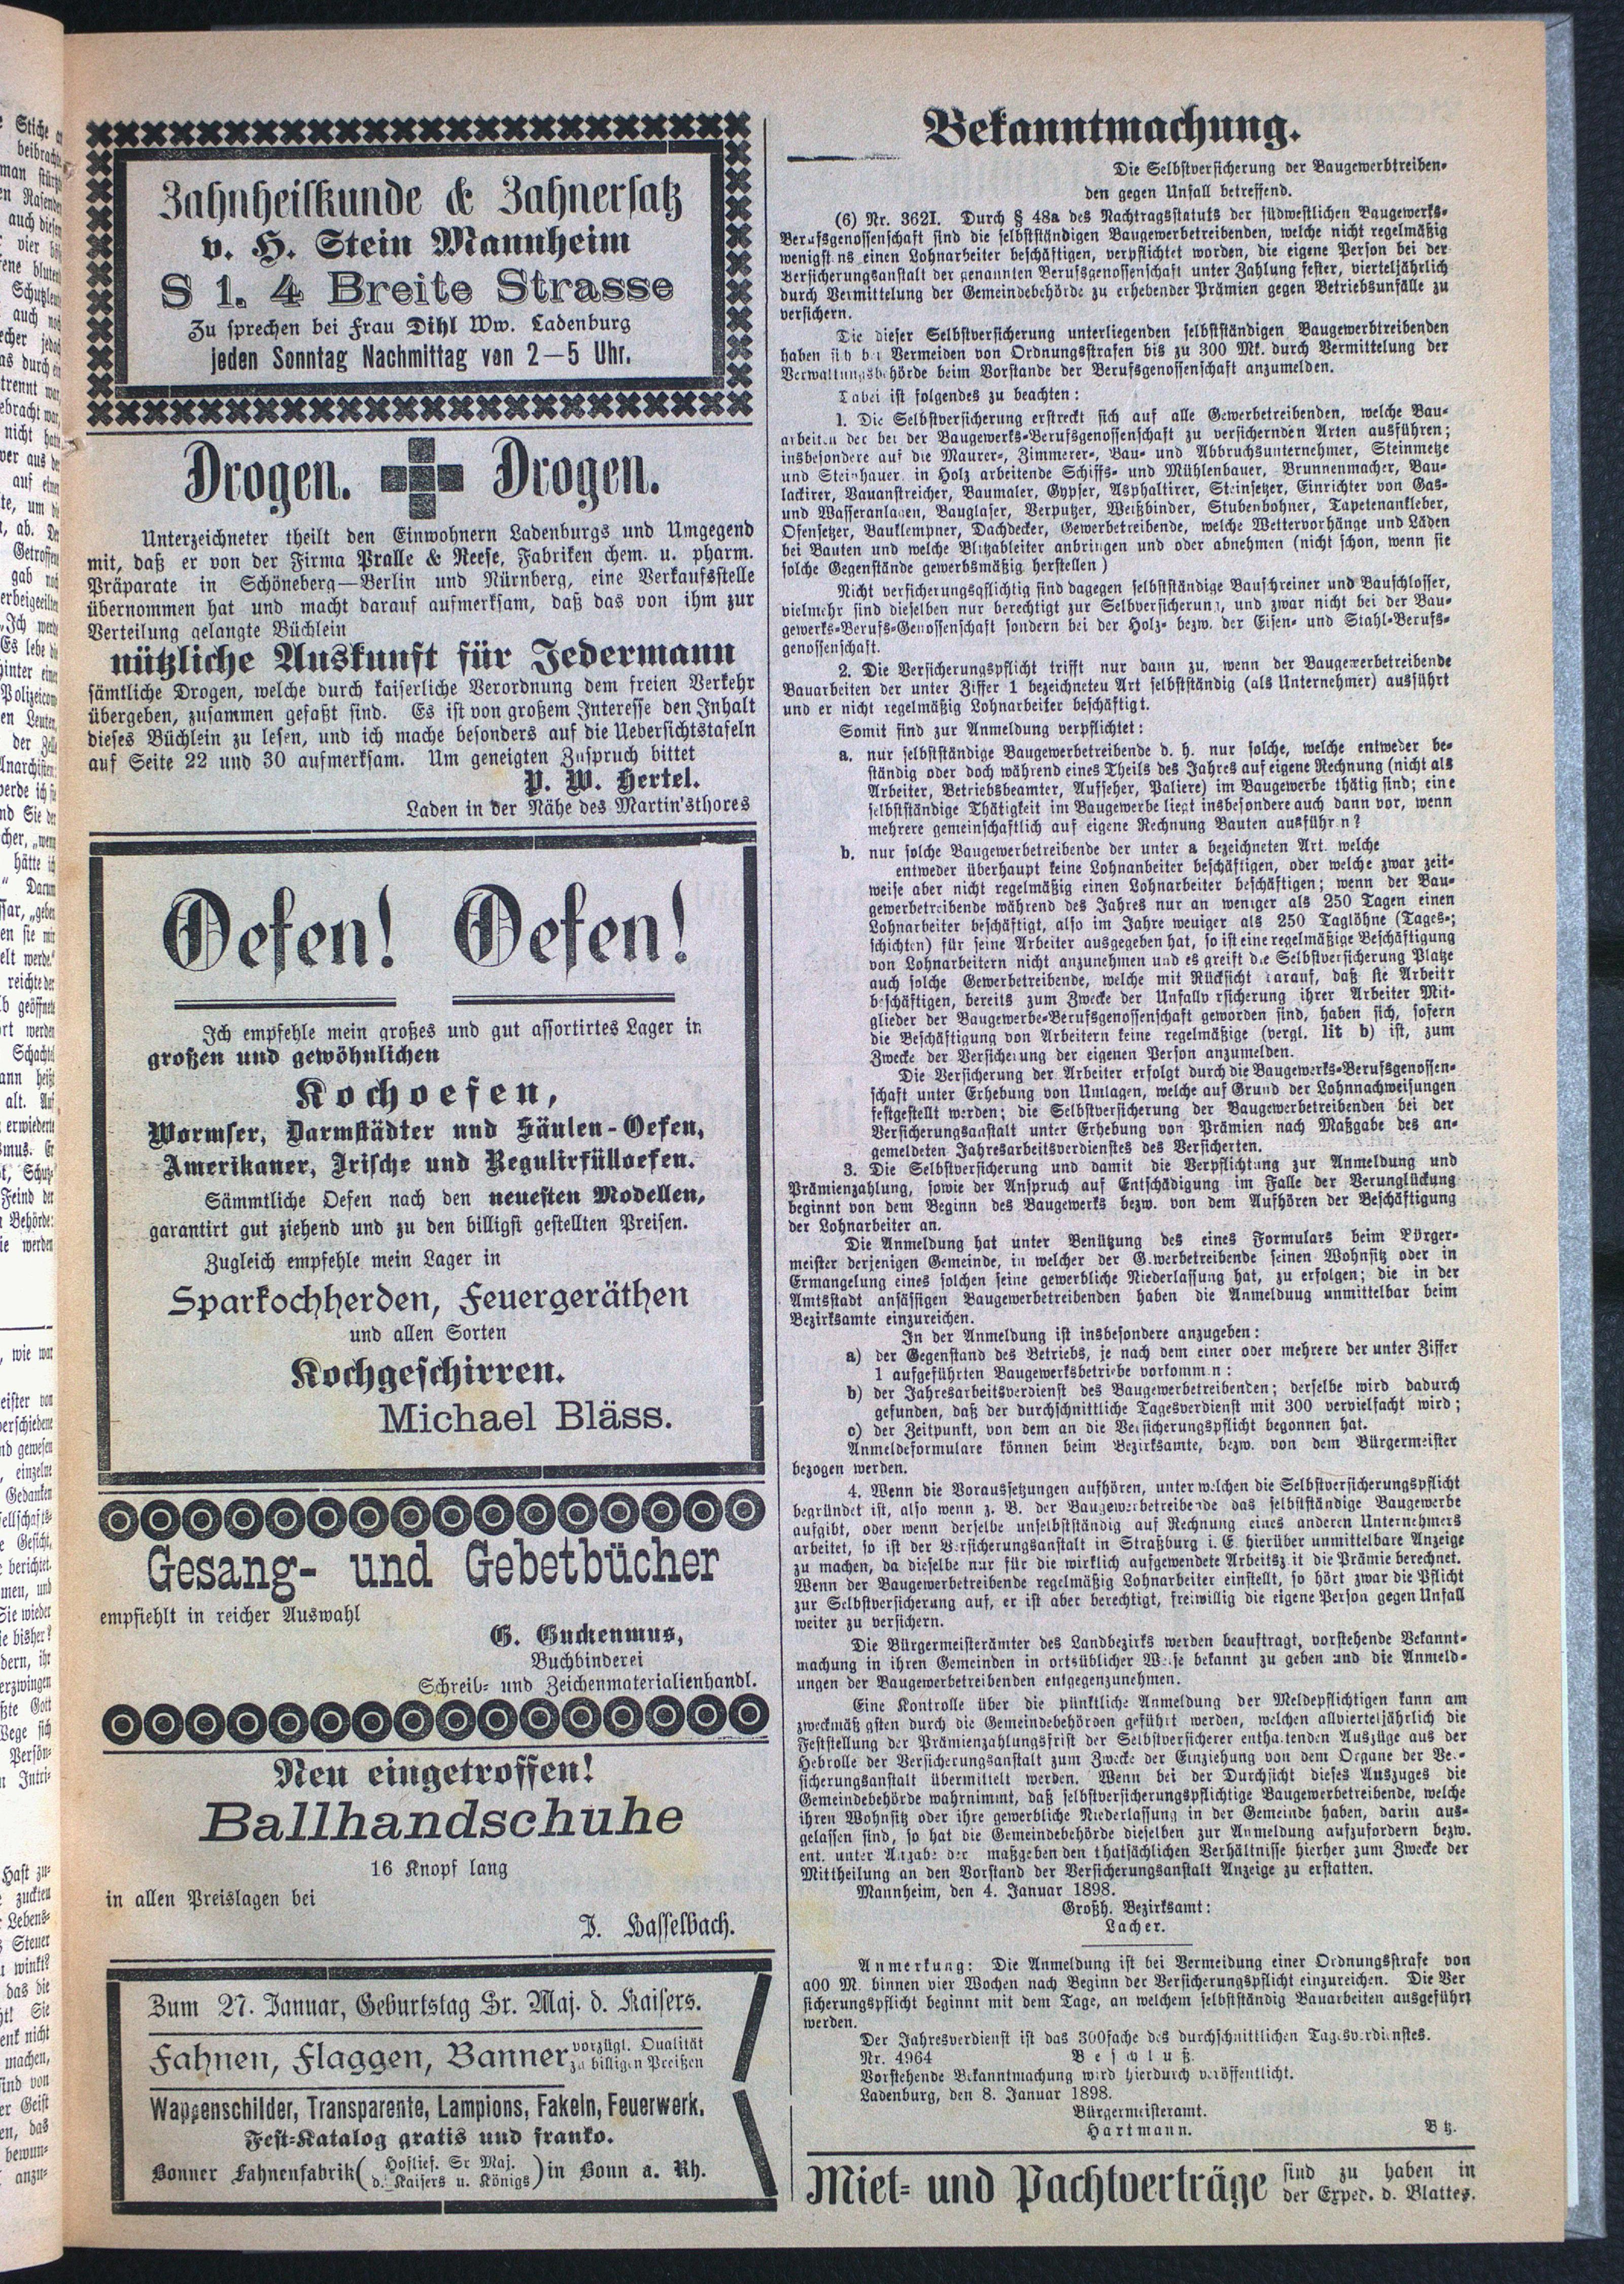 Zahnheilkunde & Zahnersatz
v. H. Stein Mannheim
S 1. 4 Breite Strasse
Zu sprechen bei Frau Dihl Ww. Ladenburg
jeden Sonntag Nachmittag von 2—5 Uhr.
Drogen. Drogen.
Unterzeichneter theilt den Einwohnern Ladenburgs und Umgegend
mit, daß er von der Firma Pralle & Reese, Fabriken chem. u. pharm.
Präparate in Schöneberg—Berlin und Nürnberg, eine Verkaufsstelle
übernommen hat und macht darauf aufmerksam, daß das von ihm zur
Verteilung gelangte Büchlein
nützliche Auskunft für Jedermann
sämtliche Drogen, welche durch kaiserliche Verordnung dem freien Verkehr
übergeben, zusammen gefaßt sind. Es ist von großem Interesse den Inhalt
dieses Büchlein zu lesen, und ich mache besonders auf die Uebersichtstafeln
auf Seite 22 und 30 aufmerksam. Um geneigten Zuspruch bittet
P. W. Hertel.
Laden in der Nähe des Martin'sthores
Oefen! Oefen!
Ich empfehle mein großes und gut assortirtes Lager in
großen und gewöhnlichen
Kochoefen,
Wormser, Darmstädter und Säulen-Oefen,
Amerikaner, Irische und Regulirfülloefen.
Sämmtliche Oefen nach den neuesten Modellen,
garantirt gut ziehend und zu den billigst gestellten Preisen.
Zugleich empfehle mein Lager in
Sparkochherden, Feuergeräthen
und allen Sorten
Kochgeschirren.
Michael Bläss.
Gesang- und Gebetbücher
empfiehlt in reicher Auswahl
G. Guckenmus,
Buchbinderei
Schreib- und Zeichenmaterialienhandl.
Neu eingetroffen!
Ballhandschuhe
16 Knopf lang
in allen Preislagen bei
J. Hasselbach.
Zum 27. Januar, Geburtstag Sr. Maj. d. Kaisers.
Fahnen, Flaggen, Banner vorzügl. Qualität
zu billigen Preißen
Wappenschilder, Transparente, Lampions, Fakeln, Feuerwerk.
Fest-Katalog gratis und franko.
Bonner Fahnenfabrik (Hoflief. Sr Maj.
d. Kaisers u. Königs) in Bonn a. Rh.
Bekanntmachung.
Die Selbstversicherung der Baugewerbtreiben-
den gegen Unfall betreffend.
(6) Nr. 362I. Durch § 48a des Nachtragsstatuts der südwestlichen Baugewerks-
Berufsgenossenschaft sind die selbstständigen Baugewerbetreibenden, welche nicht regelmäßig
wenigstens einen Lohnarbeiter beschäftigen, verpflichtet worden, die eigene Person bei der
Versicherungsanstalt der genannten Berufsgenossenschaft unter Zahlung fester, vierteljährlich
durch Vermittelung der Gemeindebehörde zu erhebender Prämien gegen Betriebsunfälle zu
versichern.
Die dieser Selbstversicherung unterliegenden selbstständigen Baugewerbtreibenden
haben sich bei Vermeiden von Ordnungsstrafen bis zu 300 Mk. durch Vermittelung der
Verwaltungsbehörde beim Vorstande der Berufsgenossenschaft anzumelden.
Dabei ist folgendes zu beachten:
1. Die Selbstversicherung erstreckt sich auf alle Gewerbetreibenden, welche Bau-
arbeiten der bei der Baugewerks-Berufsgenossenschaft zu versichernden Arten ausführen;
insbesondere auf die Maurer-, Zimmerer-, Bau- und Abbruchsunternehmer, Steinmetze
und Steinhauer in Holz arbeitende Schiffs- und Mühlenbauer, Brunnenmacher, Bau-
lackirer, Bauanstreicher, Baumaler, Gypser, Asphaltirer, Steinsetzer, Einrichter von Gas-
und Wasseranlagen, Bauglaser, Verputzer, Weißbinder, Stubenbohner, Tapetenankleber,
Ofensetzer, Bauklempner, Dachdecker, Gewerbetreibende, welche Wettervorhänge und Läden
bei Bauten und welche Blitzableiter anbringen und oder abnehmen (nicht schon, wenn sie
solche Gegenstände gewerbsmäßig herstellen)
Nicht versicherungsqflichtig sind dagegen selbstständige Bauschreiner und Bauschlosser,
vielmehr sind dieselben nur berechtigt zur Selbversicherung, und zwar nicht bei der Bau-
gewerks-Berufs-Genossenschaft sondern bei der Holz- bezw. der Eisen- und Stahl-Berufs-
genossenschaft.
2. Die Versicherungspflicht trifft nur dann zu, wenn der Baugewerbetreibende
Bauarbeiten der unter Ziffer 1 bezeichneten Art selbstständig (als Unternehmer) ausführt
und er nicht regelmäßig Lohnarbeiter beschäftigt.
Somit sind zur Anmeldung verpflichtet:
a. nur selbstständige Baugewerbetreibende d. h. nur solche, welche entweder be-
ständig oder doch während eines Theils des Jahres auf eigene Rechnung (nicht als
Arbeiter, Betriebsbeamter, Aufseher, Paliere) im Baugewerbe thätig sind; eine
selbstständige Thätigkeit im Baugewerbe liegt insbesondere auch dann vor, wenn
mehrere gemeinschaftlich auf eigene Rechnung Bauten ausführ n?
b. nur solche Baugewerbetreibende der unter a bezeichneten Art. welche
entweder überhaupt keine Lohnanbeiter beschäftigen, oder welche zwar zeit-
weise aber nicht regelmäßig einen Lohnarbeiter beschäftigen; wenn der Bau-
gewerbetreibende während des Jahres nur an weniger als 250 Tagen einen
Lohnarbeiter beschäftigt, also im Jahre weuiger als 250 Taglöhne (Tages-;
schichten) für seine Arbeiter ausgegeben hat, so ist eine regelmäßige Beschäftigung
von Lohnarbeitern nicht anzunehmen und es greift die Selbstversicherung Platze
auch solche Gewerbetreibende, welche mit Rücksicht darauf, daß sie Arbeitr
beschäftigen, bereits zum Zwecke der Unfallv rsicherung ihrer Arbeiter Mit-
glieder der Baugewerbe-Berufsgenossenschaft geworden sind, haben sich, sofern
die Beschäftigung von Arbeitern keine regelmäßige (vergl. lit b) ist, zum
Zwecke der Versicherung der eigenen Person anzumelden.
Die Versicherung der Arbeiter erfolgt durch die Baugewerks-Berufsgenossen-
schaft unter Erhebung von Umlagen, welche auf Grund der Lohnnachweisungen
festgestellt werden; die Selbstversicherung der Baugewerbetreibenden bei der
Versicherungsanstalt unter Erhebung von Prämien nach Maßgabe des an-
gemeldeten Jahresarbeitsverdienstes des Versicherten.
3. Die Selbstversicherung und damit die Verpflichtung zur Anmeldung und
Prämienzahlung, sowie der Anspruch auf Entschädigung im Falle der Verunglückung
beginnt von dem Beginn des Baugewerks bezw. von dem Aufhören der Beschäftigung
der Lohnarbeiter an.
Die Anmeldung hat unter Benützung des eines Formulars beim Bürger-
meister derjenigen Gemeinde, in welcher der Gewerbetreibende seinen Wohnsitz oder in
Ermangelung eines solchen seine gewerbliche Niederlassung hat, zu erfolgen; die in der
Amtsstadt ansässigen Baugewerbetreibenden haben die Anmelduug unmittelbar beim
Bezirksamte einzureichen.
In der Anmeldung ist insbesondere anzugeben:
a) der Gegenstand des Betriebs, je nach dem einer oder mehrere der unter Ziffer
1 aufgeführten Baugewerksbetriebe vorkommen:
b) der Jahresarbeitsverdienst des Baugewerbetreibenden; derselbe wird dadurch
gefunden, daß der durchschnittliche Tagesverdienst mit 300 vervielfacht wird;
c) der Zeitpunkt, von dem an die Versicherungspflicht begonnen hat.
Anmeldeformulare können beim Bezirksamte, bezw. von dem Bürgermeister
bezogen werden.
4. Wenn die Voraussetzungen aufhören, unter welchen die Selbstversicherungspflicht
begründet ist, also wenn z. B. der Baugewerbetreibende das selbstständige Baugewerbe
aufgibt, oder wenn derselbe unselbstständig auf Rechnung eines anderen Unternehmers
arbeitet, so ist der Versicherungsanstalt in Straßburg i. E. hierüber unmittelbare Anzeige
zu machen, da dieselbe nur für die wirklich aufgewendete Arbeitszeit die Prämie berechnet.
Wenn der Baugewerbetreibende regelmäßig Lohnarbeiter einstellt, so hört zwar die Pflicht
zur Selbstversicherung auf, er ist aber berechtigt, freiwillig die eigene Person gegen Unfall
weiter zu versichern.
Die Bürgermeisterämter des Landbezirks werden beauftragt, vorstehende Bekannt-
machung in ihren Gemeinden in ortsüblicher Weise bekannt zu geben und die Anmeld-
ungen der Baugewerbetreibenden entgegenzunehmen.
Eine Kontrolle über die pünktliche Anmeldung der Meldepflichtigen kann am
zweckmäßigsten durch die Gemeindebehörden geführt werden, welchen allvierteljährlich die
Feststellung der Prämienzahlungsfrist der Selbstversicherer enthaltenden Auszüge aus der
Hebrolle der Versicherungsanstalt zum Zwecke der Einziehung von dem Organe der Ver-
sicherungsanstalt übermittelt werden. Wenn bei der Durchsicht dieses Auszuges die
Gemeindebehörde wahrnimmt, daß selbstversicherungspflichtige Baugewerbetreibende, welche
ihren Wohnsitz oder ihre gewerbliche Niederlassung in der Gemeinde haben, darin aus-
gelassen sind, so hat die Gemeindebehörde dieselben zur Anmeldung aufzufordern bezw.
ent. unter Angabe der maßgebenden thatsächlichen Verhältnisse hierher zum Zwecke der
Mittheilung an den Vorstand der Versicherungsanstalt Anzeige zu erstatten.
Mannheim, den 4. Januar 1898.
Großh. Bezirksamt:
Lacher.
Anmerkung: Die Anmeldung ist bei Vermeidung einer Ordnungsstrafe von
a00 M. binnen vier Wochen nach Beginn der Versicherungspflicht einzureichen. Die Ver
sicherungspflicht beginnt mit dem Tage, an welchem selbstständig Bauarbeiten ausgeführt
werden.
Der Jahresverdienst ist das 300fache des durchschnittlichen Tagesverdienstes.
Nr. 4964 Beschluß.
Vorstehende Bekanntmachung wird hierdurch veröffentlicht.
Ladenburg, den 8. Januar 1898.
Bürgermeisteramt.
Hartmann. Btz.
Miet- und Pachtverträge sind zu haben in
der Exped. d. Blattes.